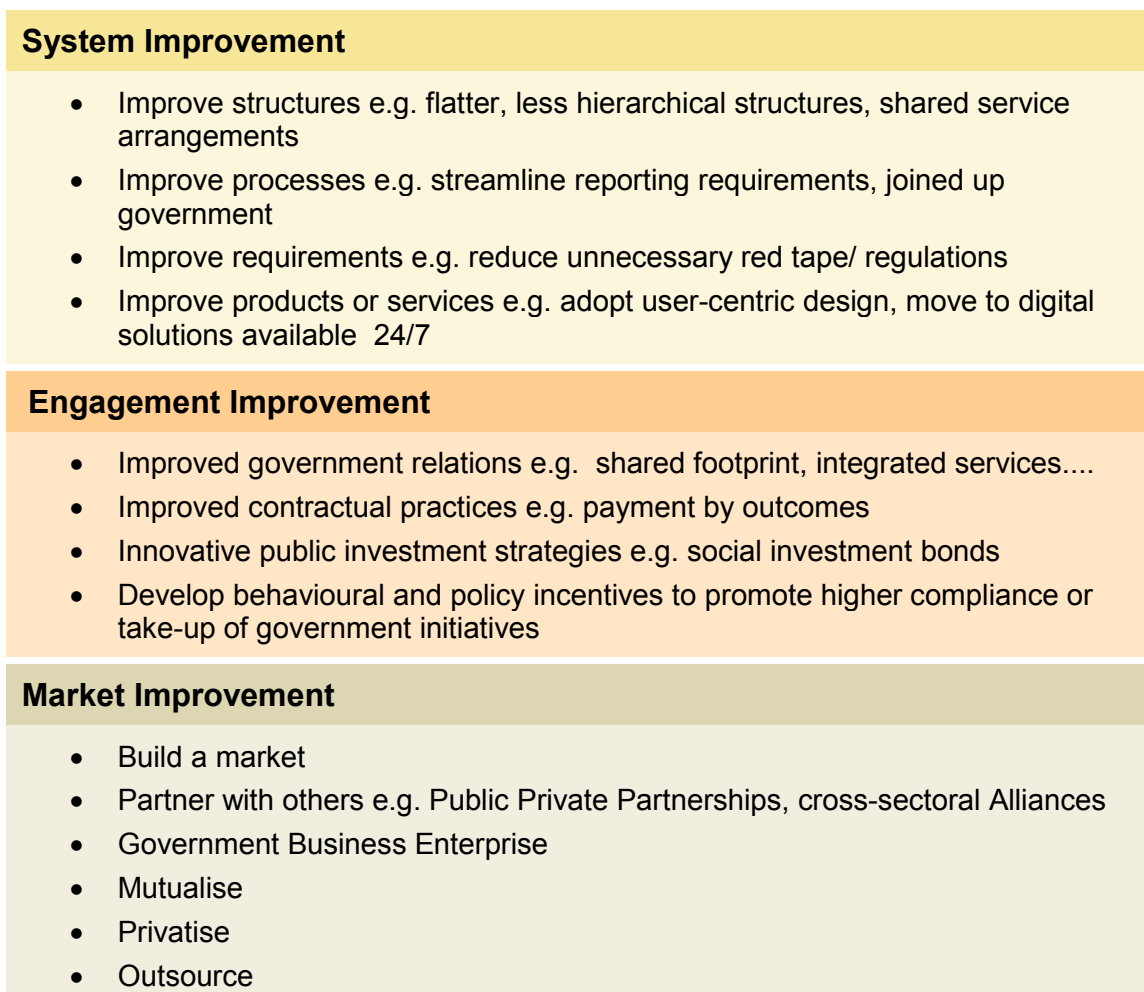 System Improvement
• Improve structures e.g. flatter, less hierarchical structures, shared service
arrangements
• Improve processes e.g. streamline reporting requirements, joined up
government
• Improve requirements e.g. reduce unnecessary red tape/ regulations
• Improve products or services e.g. adopt user-centric design, move to digital
solutions available  24/7
Engagement Improvement
• Improved government relations e.g.  shared footprint, integrated services....
• Improved contractual practices e.g. payment by outcomes
• Innovative public investment strategies e.g. social investment bonds
• Develop behavioural and policy incentives to promote higher compliance or
take-up of government initiatives
Market Improvement
• Build a market
• Partner with others e.g. Public Private Partnerships, cross-sectoral Alliances
• Government Business Enterprise
• Mutualise
• Privatise
• Outsource